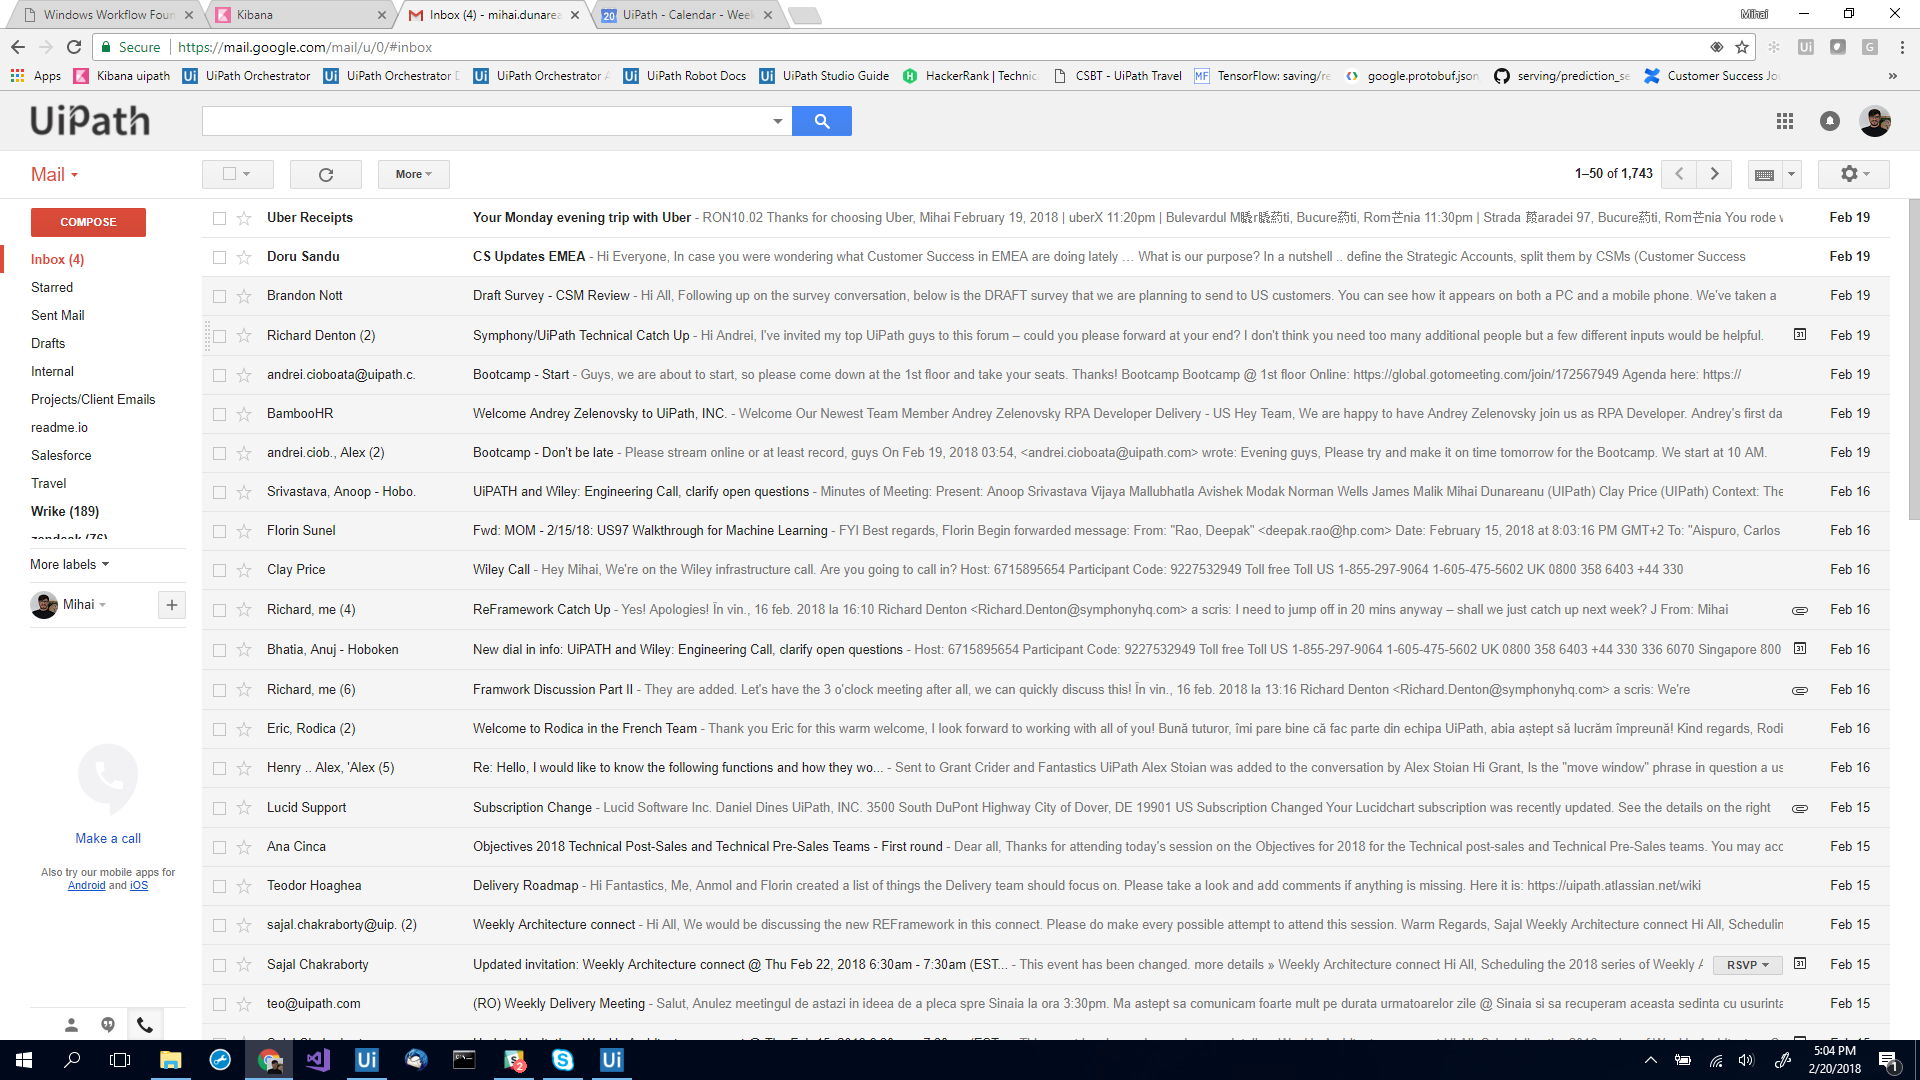 Windows Workflow Foun
Kibana
Inbox (4) - mihai.dunarea
UiPath - Calendar - Week
Mihai
Secure
https://mail.google.com/mail/u/0/#inbox
Apps
Kibana uipath
UiPath Orchestrator
UiPath Orchestrator D
UiPath Orchestrator A
UiPath Robot Docs
UiPath Studio Guide
HackerRank | Technic
CSBT - UiPath Travel
TensorFlow: saving/re
google.protobuf.json
serving/prediction_se
Customer Success Jou
UiPath
Mail
More
1–50 of 1,743
COMPOSE
Inbox (4)
Starred
Sent Mail
Drafts
Internal
Projects/Client Emails
readme.io
Salesforce
Travel
Wrike (189)
zendesk (76)
More labels
Mihai
Make a call
Also try our mobile apps for
Android and iOS
Uber Receipts Your Monday evening trip with Uber - RON10.02 Thanks for choosing Uber, Mihai February 19, 2018 | uberX 11:20pm | Bulevardul Feb 19
Doru Sandu CS Updates EMEA - Hi Everyone, In case you were wondering what Customer Success in EMEA are doing lately … What is our purpose? In a nutshell .. define the Strategic Accounts, split them by CSMs (Customer Success Feb 19
Brandon Nott Draft Survey - CSM Review - Hi All, Following up on the survey conversation, below is the DRAFT survey that we are planning to send to US customers. You can see how it appears on both a PC and a mobile phone. We've taken a Feb 19
Richard Denton (2) Symphony/UiPath Technical Catch Up - Hi Andrei, I've invited my top UiPath guys to this forum – could you please forward at your end? I don't think you need too many additional people but a few different inputs would be helpful. Feb 19
andrei.cioboata@uipath.c. Bootcamp - Start - Guys, we are about to start, so please come down at the 1st floor and take your seats. Thanks! Bootcamp Bootcamp @ 1st floor Online: https://global.gotomeeting.com/join/172567949 Agenda here: https:// Feb 19
BambooHR Welcome Andrey Zelenovsky to UiPath, INC. - Welcome Our Newest Team Member Andrey Zelenovsky RPA Developer Delivery - US Hey Team, We are happy to have Andrey Zelenovsky join us as RPA Developer. Andrey's first da Feb 19
andrei.ciob., Alex (2) Bootcamp - Don't be late - Please stream online or at least record, guys On Feb 19, 2018 03:54, <andrei.cioboata@uipath.com> wrote: Evening guys, Please try and make it on time tomorrow for the Bootcamp. We start at 10 AM. Feb 19
Srivastava, Anoop - Hobo. UiPATH and Wiley: Engineering Call, clarify open questions - Minutes of Meeting: Present: Anoop Srivastava Vijaya Mallubhatla Avishek Modak Norman Wells James Malik Mihai Dunareanu (UiPath) Clay Price (UiPath) Context: The Feb 16
Florin Sunel Fwd: MOM - 2/15/18: US97 Walkthrough for Machine Learning - FYI Best regards, Florin Begin forwarded message: From: "Rao, Deepak" <deepak.rao@hp.com> Date: February 15, 2018 at 8:03:16 PM GMT+2 To: "Aispuro, Carlos Feb 16
Clay Price Wiley Call - Hey Mihai, We're on the Wiley infrastructure call. Are you going to call in? Host: 6715895654 Participant Code: 9227532949 Toll free Toll US 1-855-297-9064 1-605-475-5602 UK 0800 358 6403 +44 330 Feb 16
Richard, me (4) ReFramework Catch Up - Yes! Apologies! În vin., 16 feb. 2018 la 16:10 Richard Denton <Richard.Denton@symphonyhq.com> a scris: I need to jump off in 20 mins anyway – shall we just catch up next week? J From: Mihai Feb 16
Bhatia, Anuj - Hoboken New dial in info: UiPATH and Wiley: Engineering Call, clarify open questions - Host: 6715895654 Participant Code: 9227532949 Toll free Toll US 1-855-297-9064 1-605-475-5602 UK 0800 358 6403 +44 330 336 6070 Singapore 800 Feb 16
Richard, me (6) Framwork Discussion Part II - They are added. Let's have the 3 o'clock meeting after all, we can quickly discuss this! În vin., 16 feb. 2018 la 13:16 Richard Denton <Richard.Denton@symphonyhq.com> a scris: We're Feb 16
Eric, Rodica (2) Welcome to Rodica in the French Team - Thank you Eric for this warm welcome, I look forward to working with all of you! Bună tuturor, îmi pare bine că fac parte din echipa UiPath, abia aștept să lucrăm împreună! Kind regards, Rodi Feb 16
Henry .. Alex, 'Alex (5) Re: Hello, I would like to know the following functions and how they wo... - Sent to Grant Crider and Fantastics UiPath Alex Stoian was added to the conversation by Alex Stoian Hi Grant, Is the "move window" phrase in question a us Feb 16
Lucid Support Subscription Change - Lucid Software Inc. Daniel Dines UiPath, INC. 3500 South DuPont Highway City of Dover, DE 19901 US Subscription Changed Your Lucidchart subscription was recently updated. See the details on the right Feb 15
Ana Cinca Objectives 2018 Technical Post-Sales and Technical Pre-Sales Teams - First round - Dear all, Thanks for attending today's session on the Objectives for 2018 for the Technical post-sales and Technical Pre-Sales teams. You may acc Feb 15
Teodor Hoaghea Delivery Roadmap - Hi Fantastics, Me, Anmol and Florin created a list of things the Delivery team should focus on. Please take a look and add comments if anything is missing. Here it is: https://uipath.atlassian.net/wiki Feb 15
sajal.chakraborty@uip. (2) Weekly Architecture connect - Hi All, We would be discussing the new REFramework in this connect. Please do make every possible attempt to attend this session. Warm Regards, Sajal Weekly Architecture connect Hi All, Schedulin Feb 15
Sajal Chakraborty Updated invitation: Weekly Architecture connect @ Thu Feb 22, 2018 6:30am - 7:30am (EST... - This event has been changed. more details » Weekly Architecture connect Hi All, Scheduling the 2018 series of Weekly A RSVP Feb 15
teo@uipath.com (RO) Weekly Delivery Meeting - Salut, Anulez meetingul de astazi in ideea de a pleca spre Sinaia la ora 3:30pm. Ma astept sa comunicam foarte mult pe durata urmatoarelor zile @ Sinaia si sa recuperam aceasta sedinta cu usurinta Feb 15
5:04 PM
2/20/2018